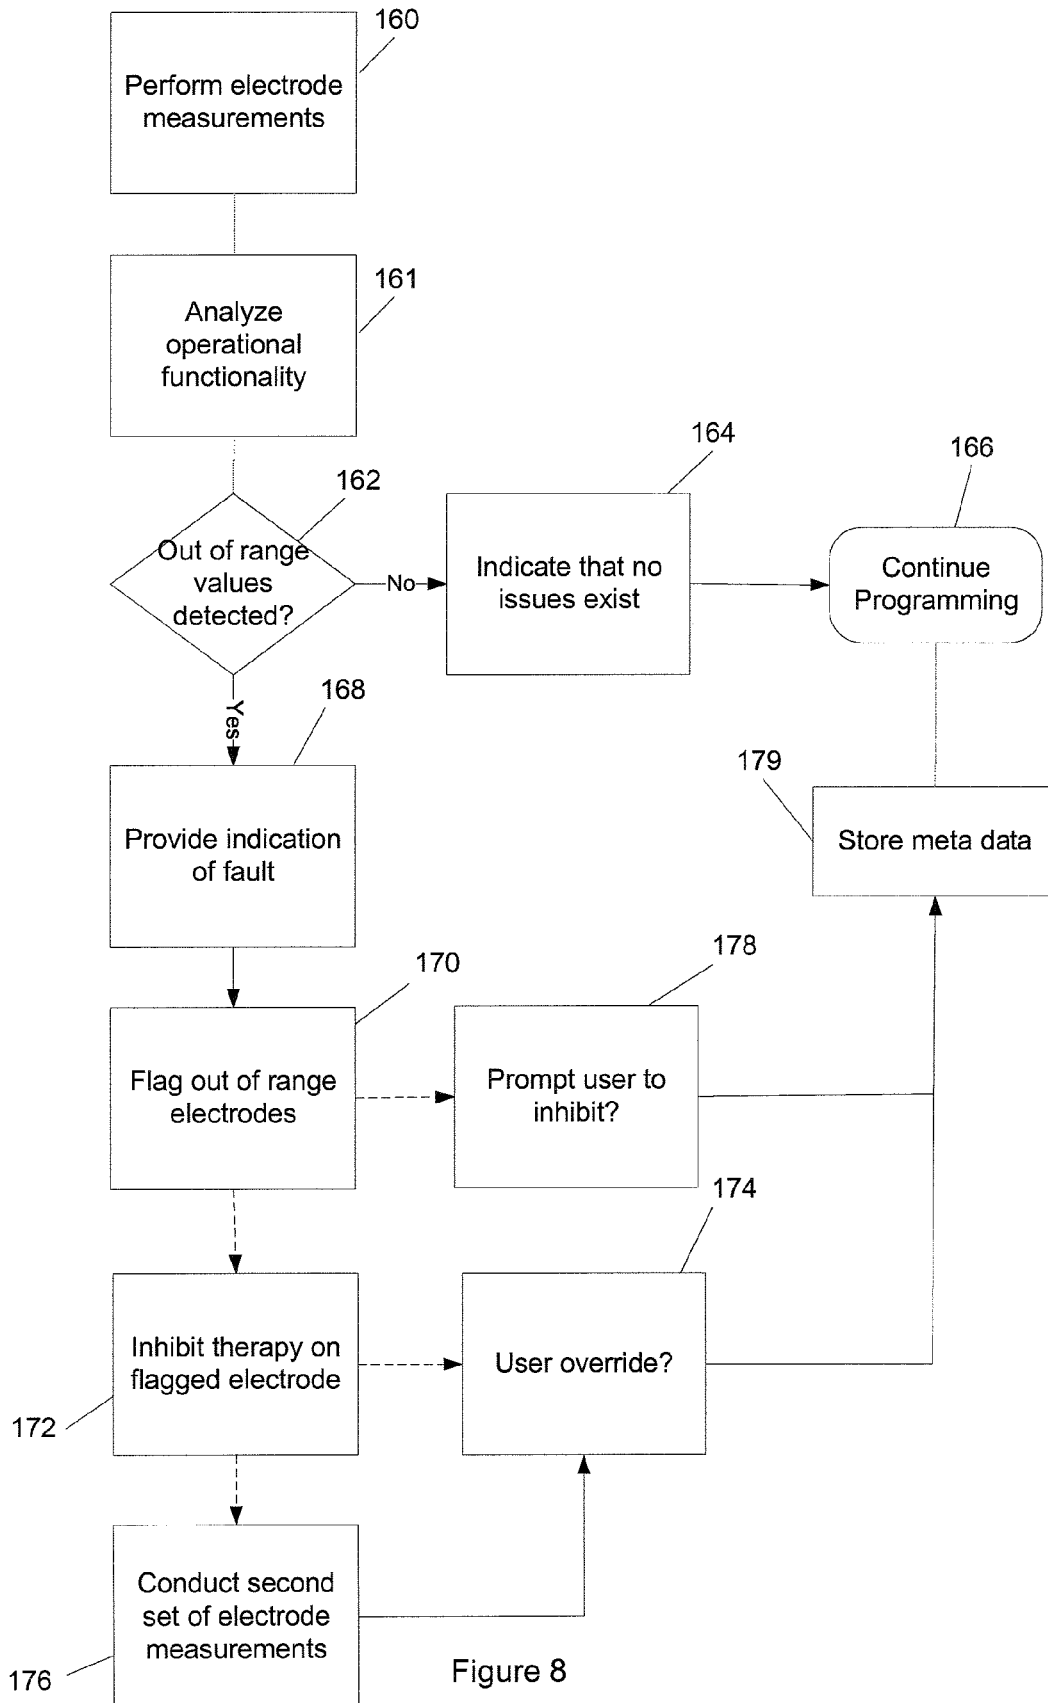 160
Perform electrode
measurements
161
Analyze
operational
functionality
164
166
162
Out of range
values
detected?
No
Indicate that no
issues exist
Continue
Programming
Yes
168
179
Provide indication
of fault
Store meta data
170
178
Flag out of range
electrodes
Prompt user to
inhibit?
174
Inhibit therapy on
flagged electrode
User override?
172
Conduct second
set of electrode
measurements
176
Figure 8